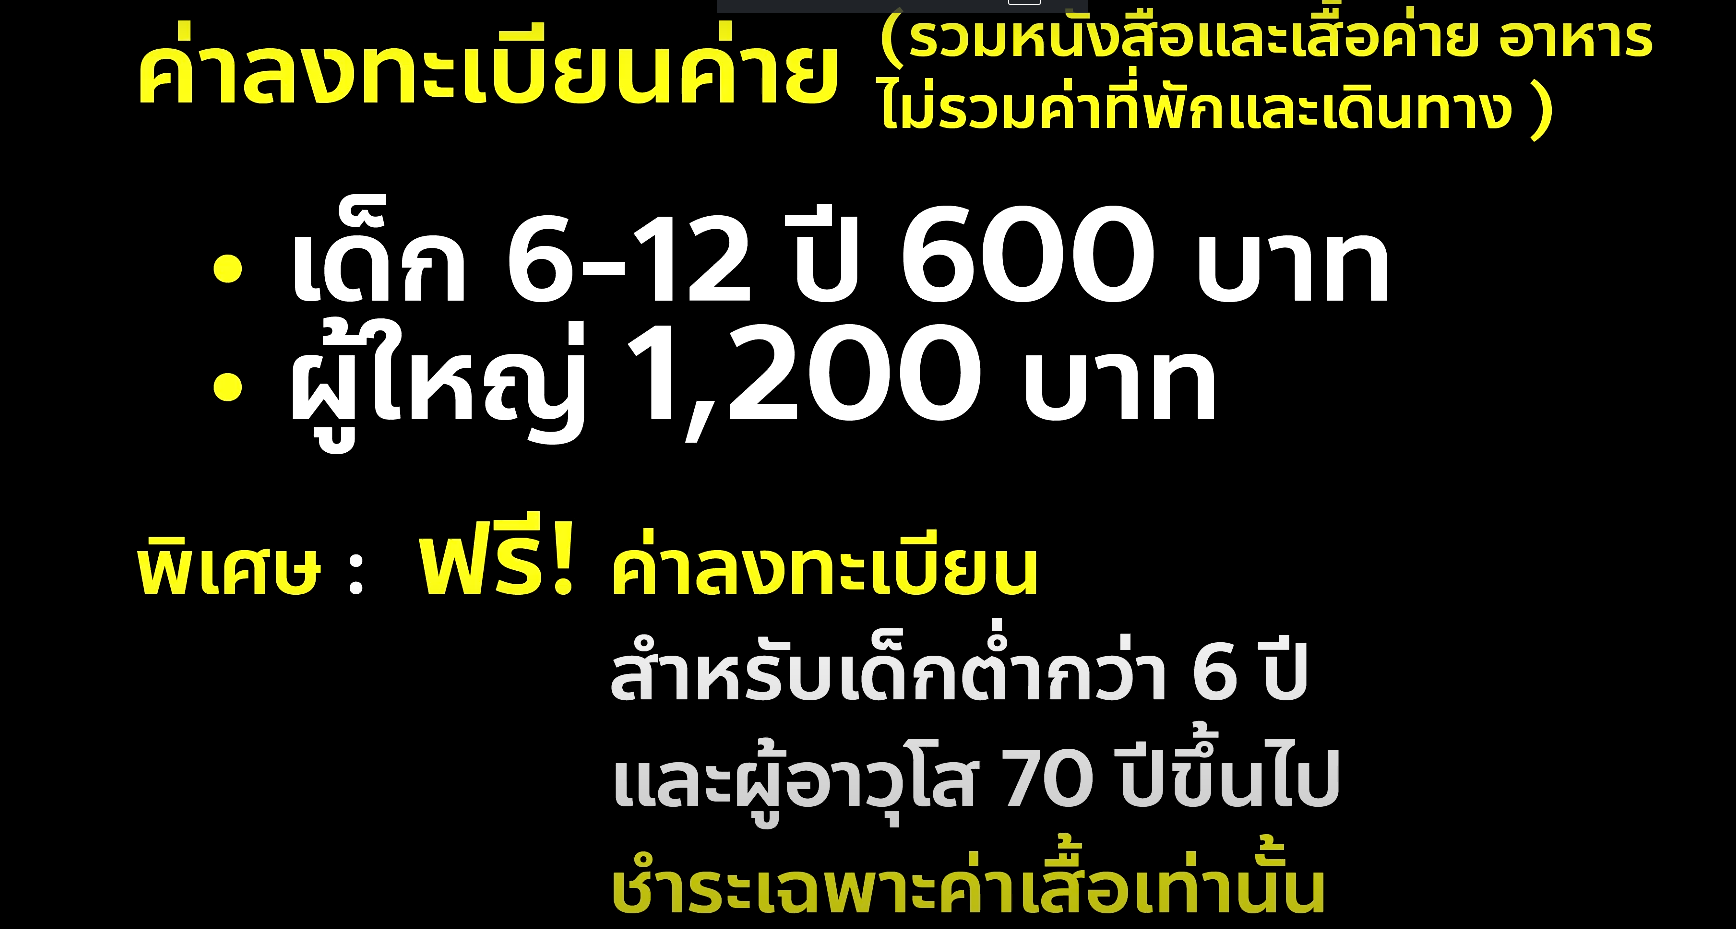 ค่าลงทะเบียนค่าย
(รวมหนังสือและเสื้อค่าย อาหาร
ไม่รวมค่าที่พักและเดินทาง )
• เด็ก 6-12 ปี 600 บาท
• ผู้ใหญ่ 1,200 บาท
พิเศษ : ฟรี! ค่าลงทะเบียน
สำหรับเด็กต่ำกว่า 6 ปี
และผู้อาวุโส 70 ปีขึ้นไป
ชำระเฉพาะค่าเสื้อเท่านั้น